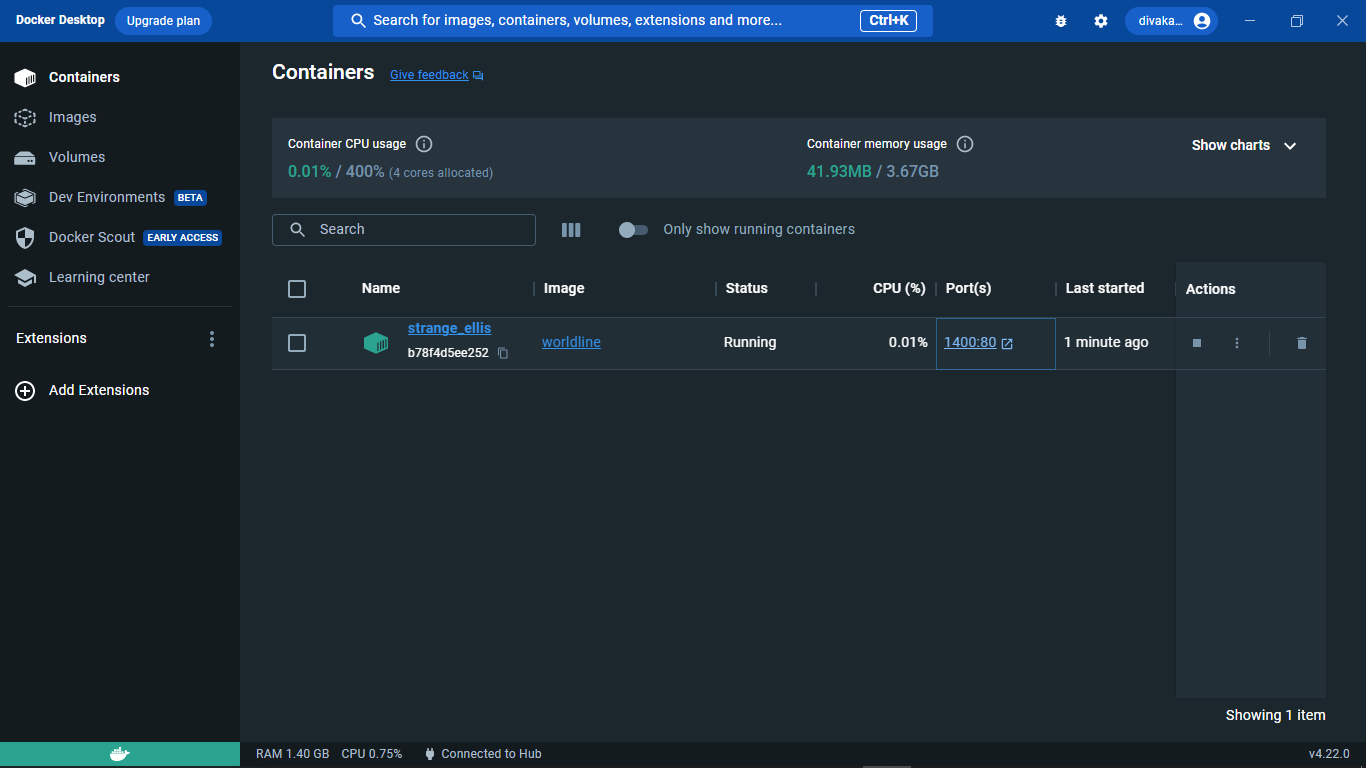 Docker Desktop Upgrade plan Search for images, containers, volumes, extensions and more... Ctrl+K divaka...
Containers
Images
Volumes
Dev Environments BETA
Docker Scout EARLY ACCESS
Learning center
Extensions
Add Extensions
Containers Give feedback
Container CPU usage
0.01% / 400% (4 cores allocated)
Container memory usage
41.93MB / 3.67GB
Show charts
Search
Only show running containers
Name Image Status CPU (%) Port(s) Last started Actions
strange_ellis
b78f4d5ee252
worldline Running 0.01% 1400:80 1 minute ago
Showing 1 item
RAM 1.40 GB CPU 0.75% Connected to Hub v4.22.0